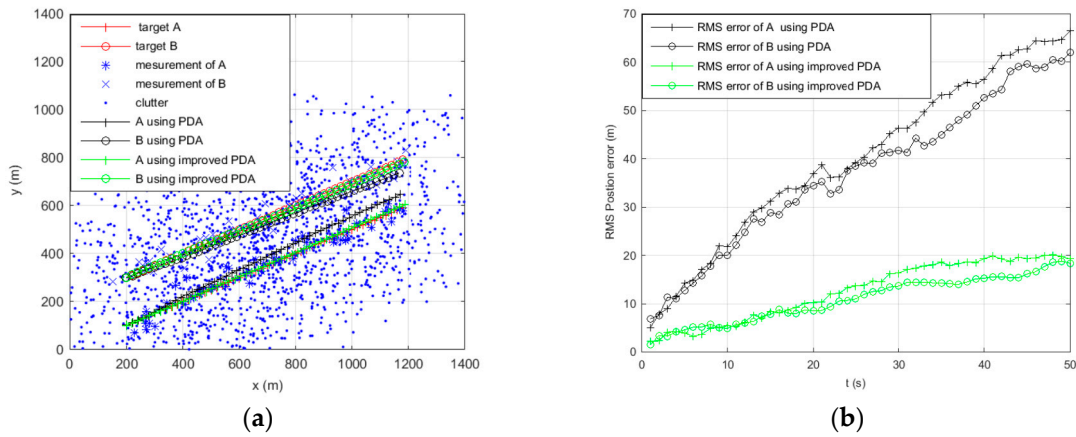 1400
1200
1000
800
600
400
200
0
y (m)
target A
target B
mesurement of A
mesurement of B
clutter
A using PDA
B using PDA
A using improved PDA
B using improved PDA
0 200 400 600 800 1000 1200 1400
x (m)
(a)
70
60
50
40
30
20
10
0
RMS Postion error (m)
RMS error of A using PDA
RMS error of B using PDA
RMS error of A using improved PDA
RMS error of B using improved PDA
0 10 20 30 40 50
t (s)
(b)